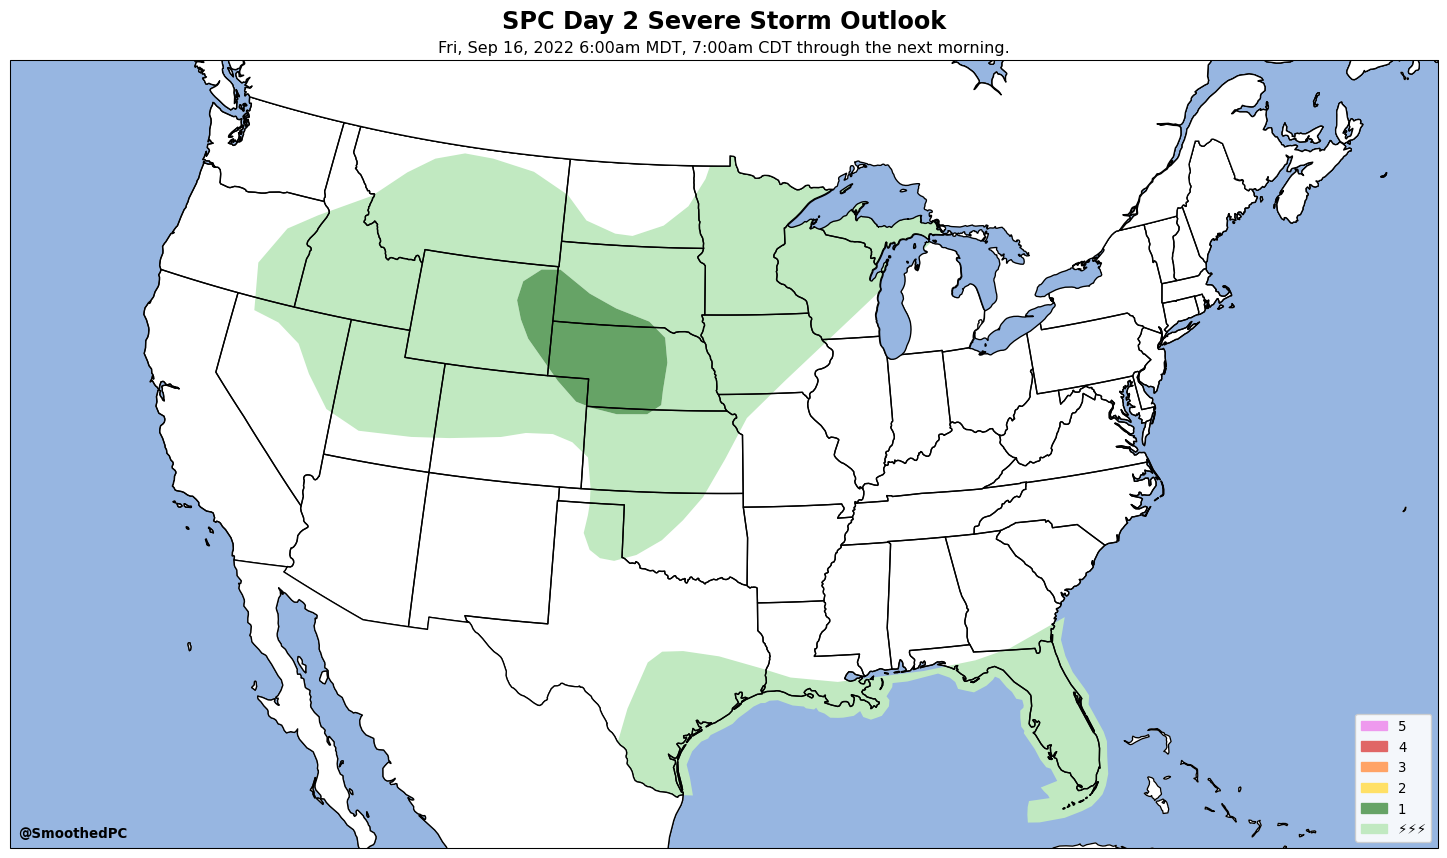 SPC Day 2 Severe Storm Outlook
Fri, Sep 16, 2022 6:00am MDT, 7:00am CDT through the next morning.
5
4
3
2
1
⚡⚡⚡
@SmoothedPC